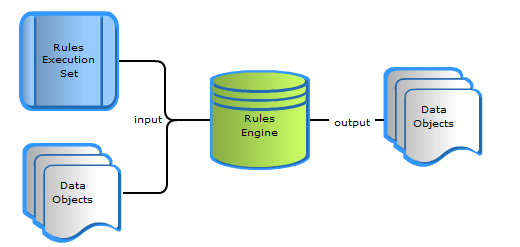 Rules
Execution
Set
input
Rules
Engine
output
Data
Objects
Data
Objects